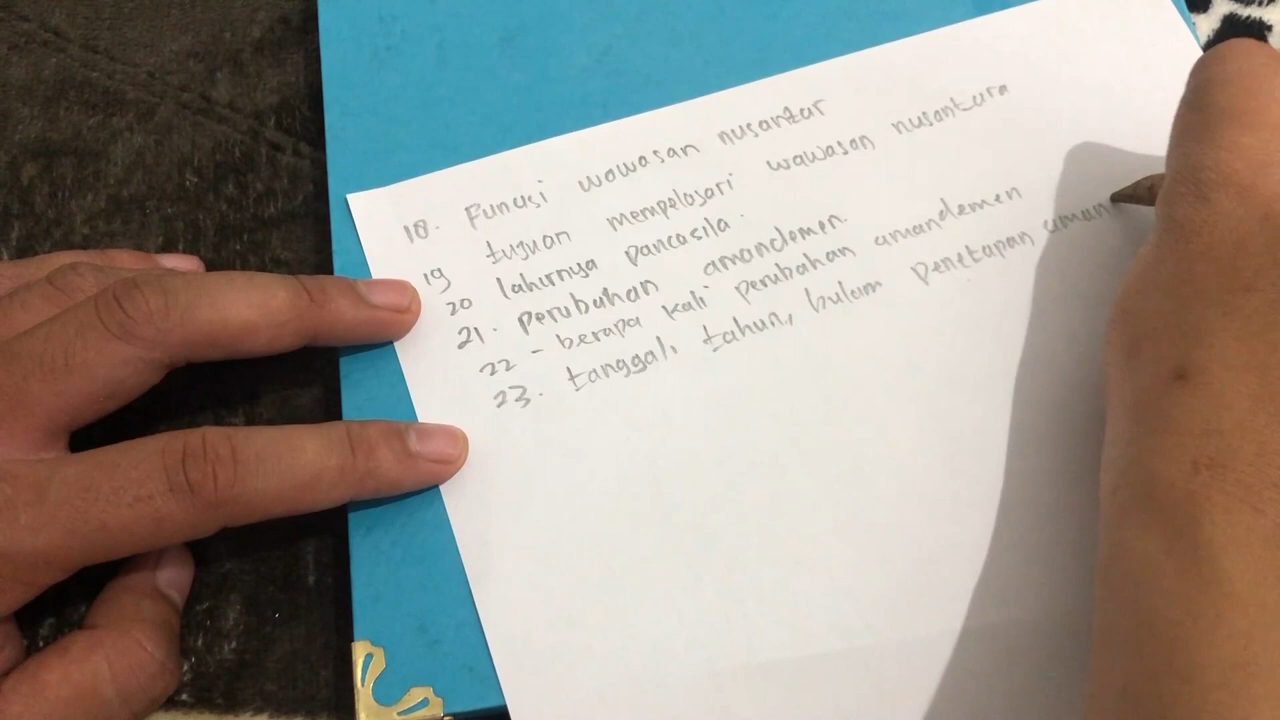 18. Fungsi wawasan nusantar
19 tujuan mempelajari wawasan nusantara
20 lahirnya pancasila.
21. Perubahan amandemen.
22 - berapa kali perubahan amandemen
23. tanggal, tahun, bulam penetapan aman